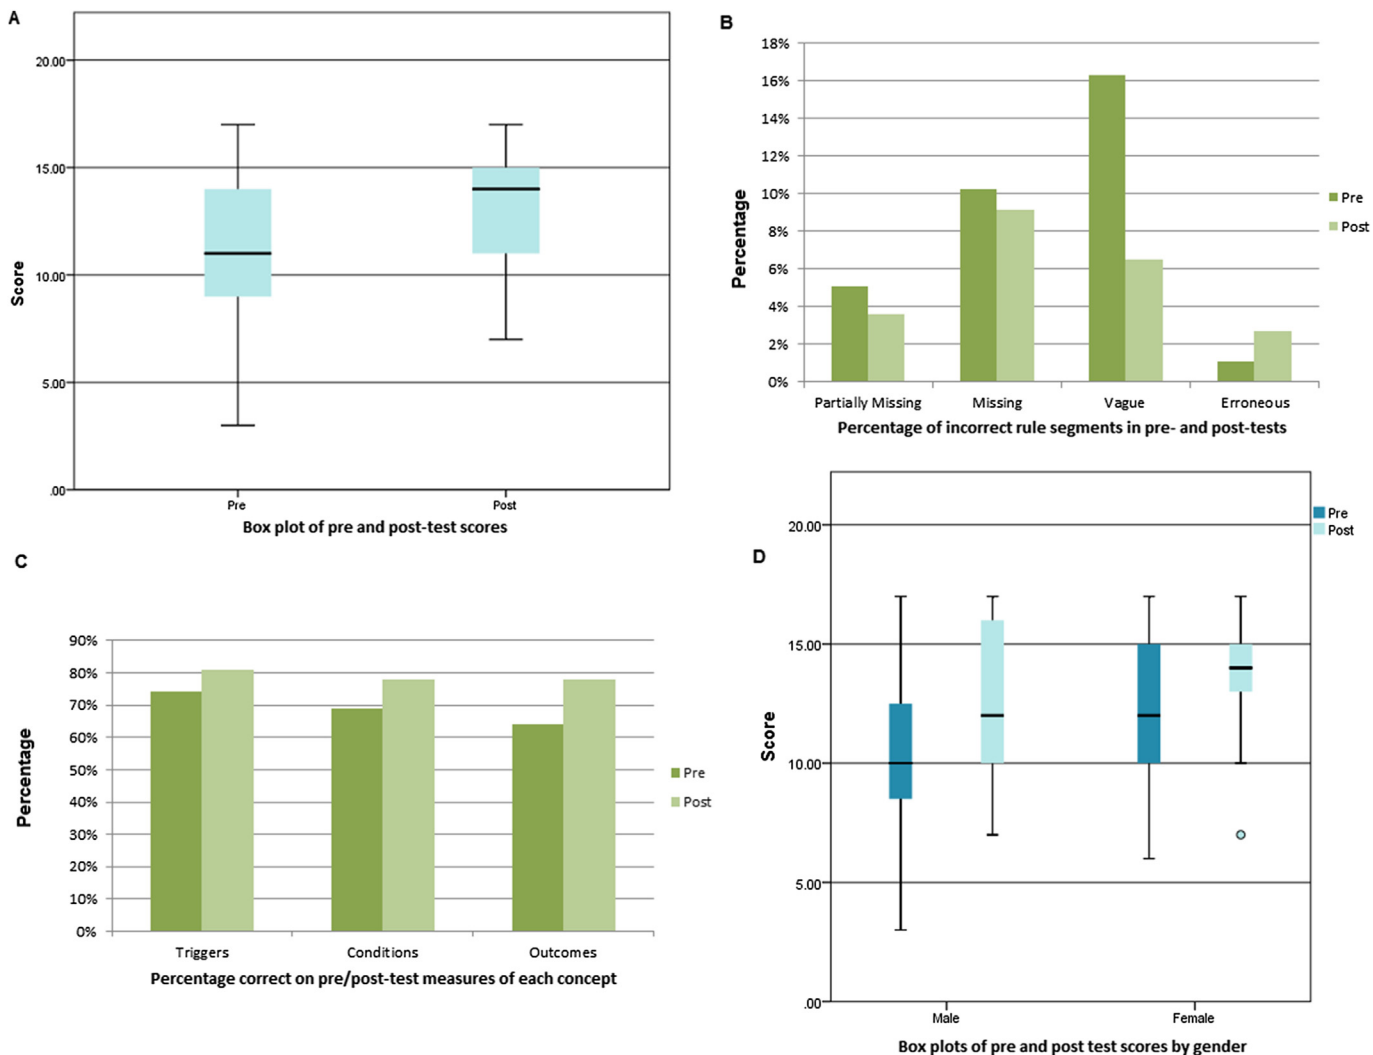 A
20.00
15.00
10.00
5.00
.00
Score
Pre
Post
Box plot of pre and post-test scores
B
18%
16%
14%
12%
10%
8%
6%
4%
2%
0%
Percentage
Partially Missing
Missing
Vague
Erroneous
Percentage of incorrect rule segments in pre- and post-tests
Pre
Post
C
90%
80%
70%
60%
50%
40%
30%
20%
10%
0%
Percentage
Triggers
Conditions
Outcomes
Percentage correct on pre/post-test measures of each concept
Pre
Post
D
20.00
15.00
10.00
5.00
.00
Score
Male
Female
Box plots of pre and post test scores by gender
Pre
Post